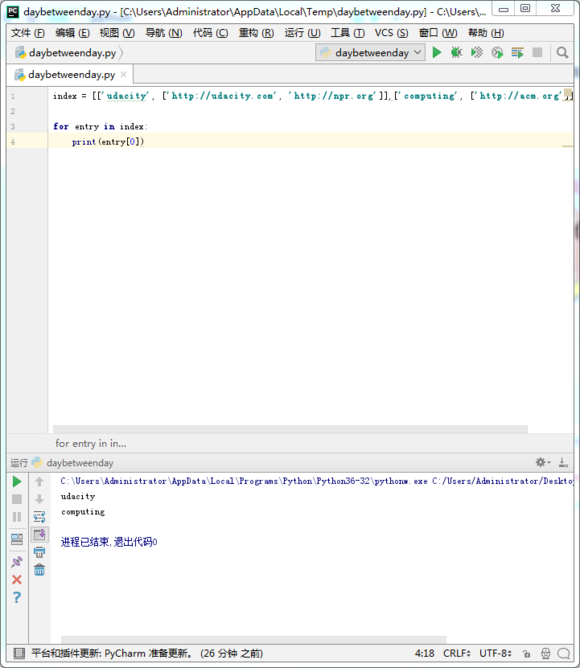 daybetweenday.py - [C:\Users\Administrator\AppData\Local\Temp\daybetweenday.py] - C:\Users\...
文件 (F) 编辑 (E) 视图 (V) 导航 (N) 代码 (C) 重构 (R) 运行 (U) 工具 (T) VCS (S) 窗口 (W) 帮助 (H)
daybetweenday.py daybetweenday
daybetweenday.py
1 index = [['udacity', ['http://udacity.com', 'http://npr.org']],['computing', ['http://acm.org'
2
3 for entry in index:
4 print(entry[0])
for entry in in...
运行 daybetweenday
C:\Users\Administrator\AppData\Local\Programs\Python\Python36-32\pythonw.exe C:/Users/Administrator/Deskto
udacity
computing
进程已结束,退出代码0
平台和插件更新: PyCharm 准备更新。 (26 分钟 之前) 4:18 CRLF UTF-8